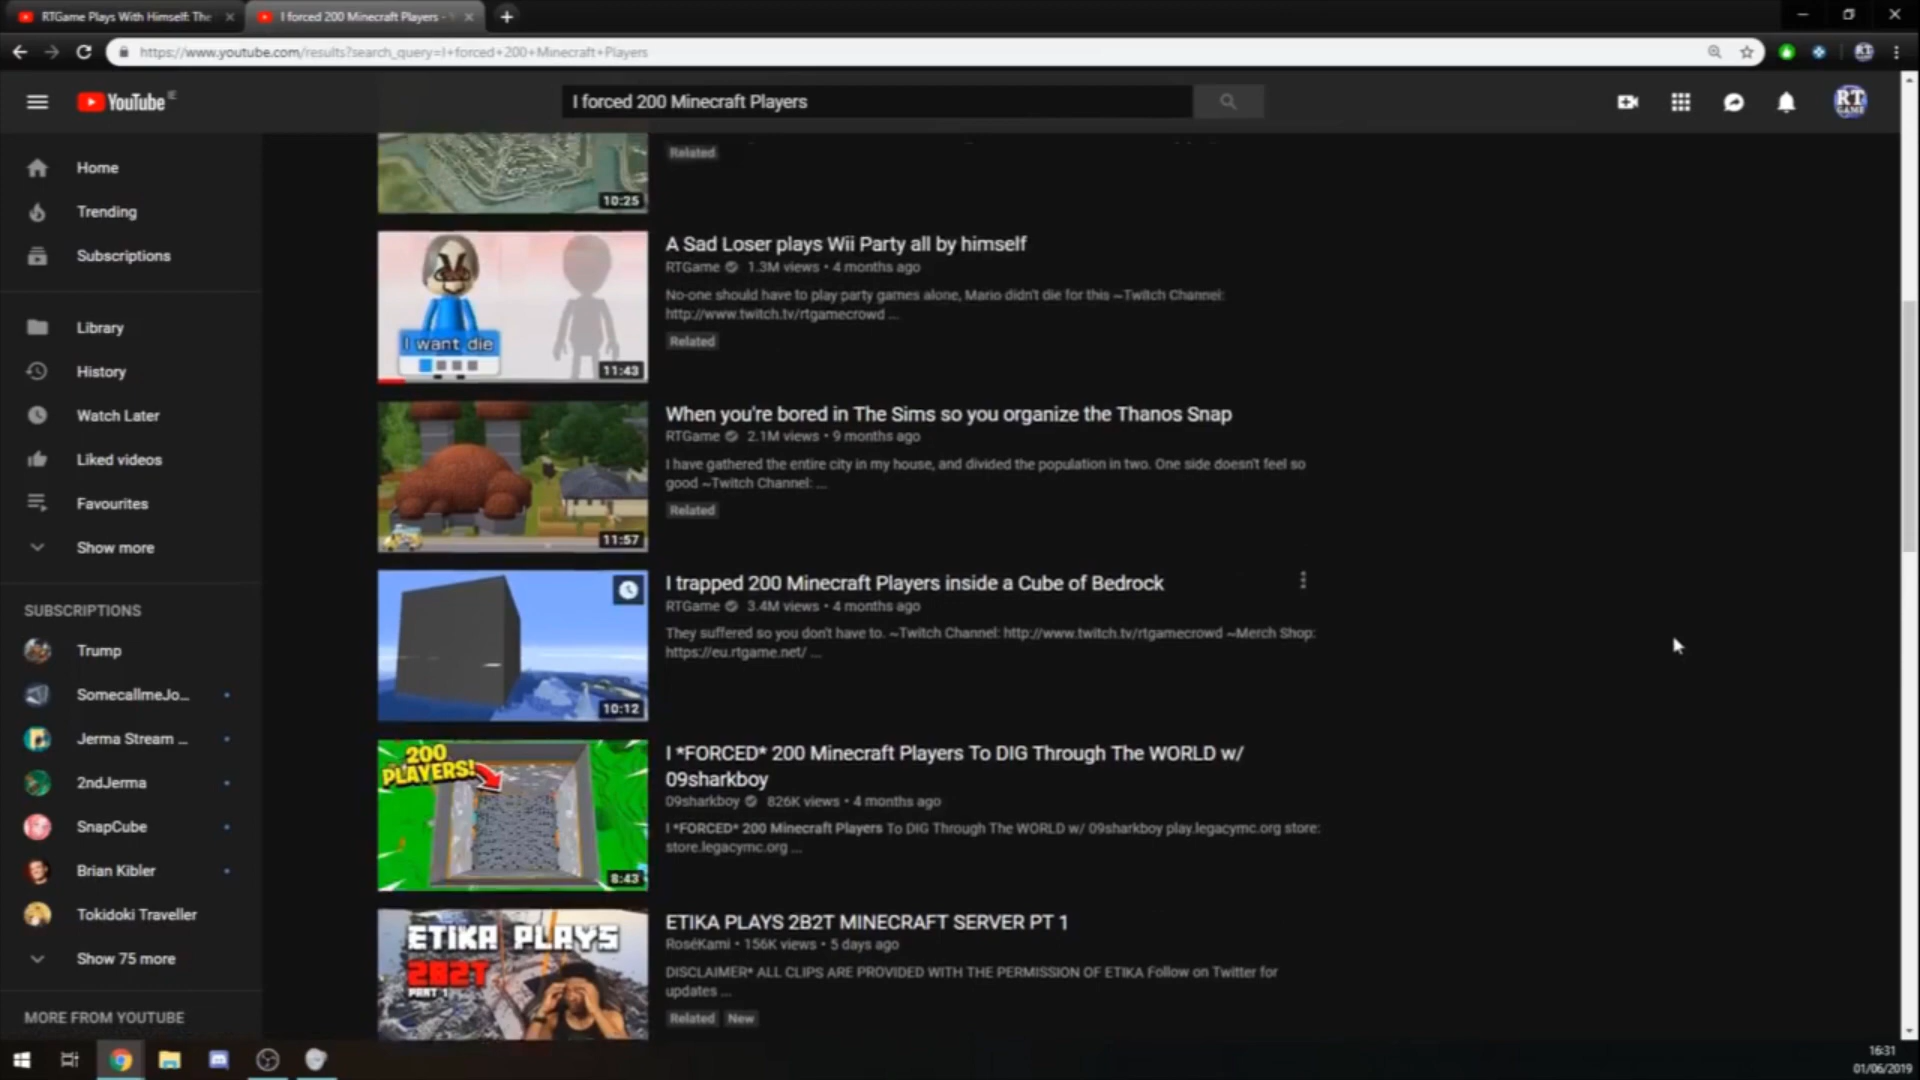 RTGame Plays With Himself: The
I forced 200 Minecraft Players - Y
https://www.youtube.com/results?search_query=I+forced+200+Minecraft+Players
YouTube IE
I forced 200 Minecraft Players
RT
GAME
Home
Trending
Subscriptions
Library
History
Watch Later
Liked videos
Favourites
Show more
SUBSCRIPTIONS
Trump
SomecallmeJo...
Jerma Stream ...
2ndJerma
SnapCube
Brian Kibler
Tokidoki Traveller
Show 75 more
MORE FROM YOUTUBE
10:25
Related
I want die
11:43
A Sad Loser plays Wii Party all by himself
RTGame 1.3M views • 4 months ago
No-one should have to play party games alone, Mario didn't die for this ~Twitch Channel:
http://www.twitch.tv/rtgamecrowd ...
Related
11:57
When you're bored in The Sims so you organize the Thanos Snap
RTGame 2.1M views • 9 months ago
I have gathered the entire city in my house, and divided the population in two. One side doesn't feel so
good ~Twitch Channel: ...
Related
10:12
I trapped 200 Minecraft Players inside a Cube of Bedrock
RTGame 3.4M views • 4 months ago
They suffered so you don't have to. ~Twitch Channel: http://www.twitch.tv/rtgamecrowd ~Merch Shop:
https://eu.rtgame.net/ ...
200
PLAYERS!
8:43
I *FORCED* 200 Minecraft Players To DIG Through The WORLD w/
09sharkboy
09sharkboy 826K views • 4 months ago
I *FORCED* 200 Minecraft Players To DIG Through The WORLD w/ 09sharkboy play.legacymc.org store:
store.legacymc.org ...
ETIKA PLAYS
2B2T
PART 1
ETIKA PLAYS 2B2T MINECRAFT SERVER PT 1
RoséKami • 156K views • 5 days ago
DISCLAIMER* ALL CLIPS ARE PROVIDED WITH THE PERMISSION OF ETIKA Follow on Twitter for
updates ...
Related New
16:31
01/06/2019